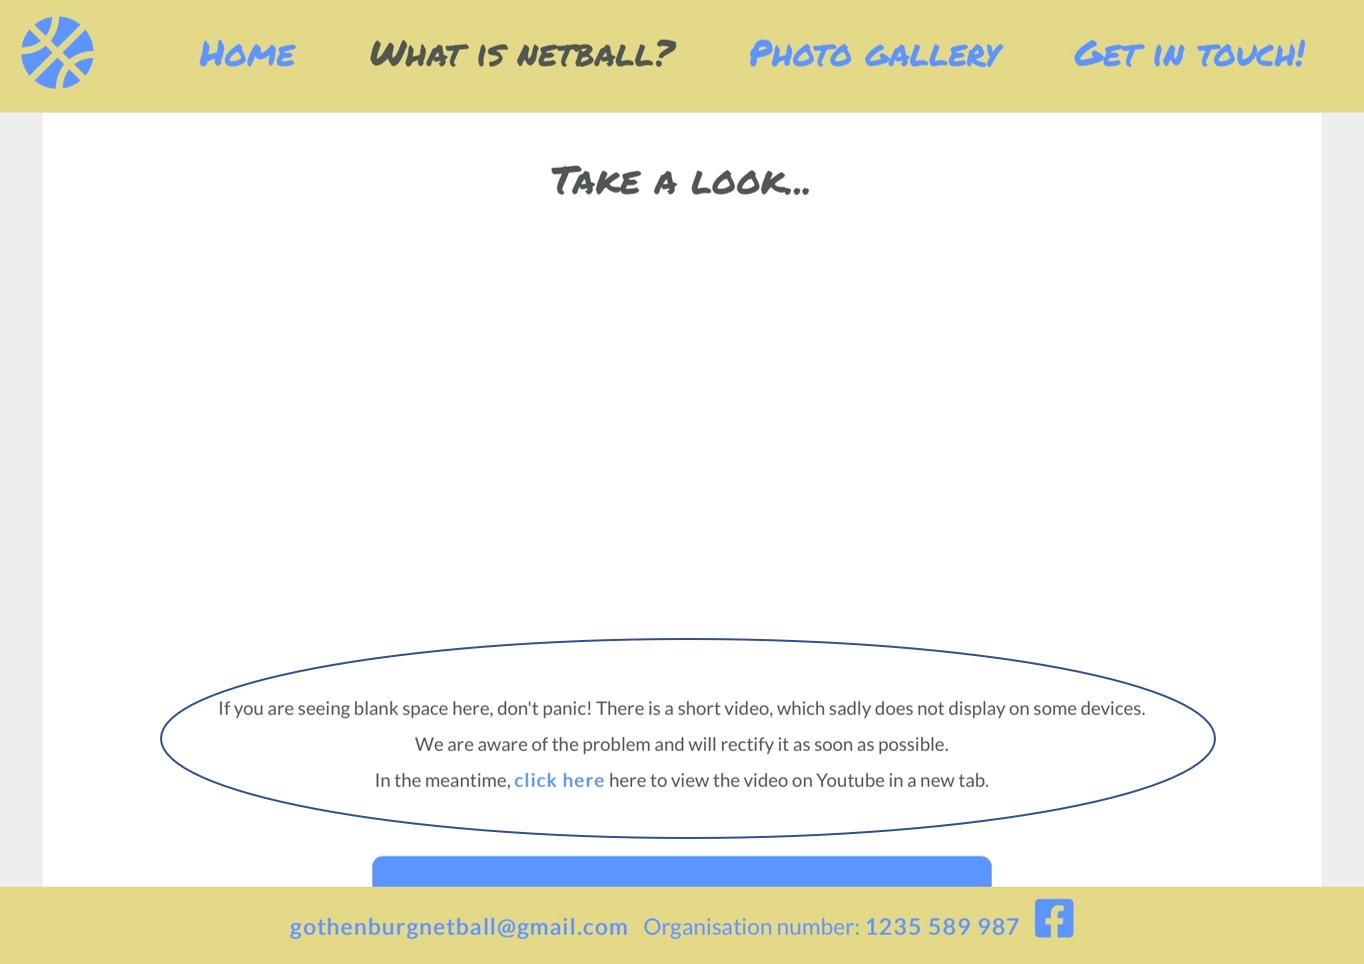 Home What is netball? Photo gallery Get in touch!
Take a look...
If you are seeing blank space here, don't panic! There is a short video, which sadly does not display on some devices.
We are aware of the problem and will rectify it as soon as possible.
In the meantime, click here here to view the video on Youtube in a new tab.
gothenburgnetball@gmail.com Organisation number: 1235 589 987